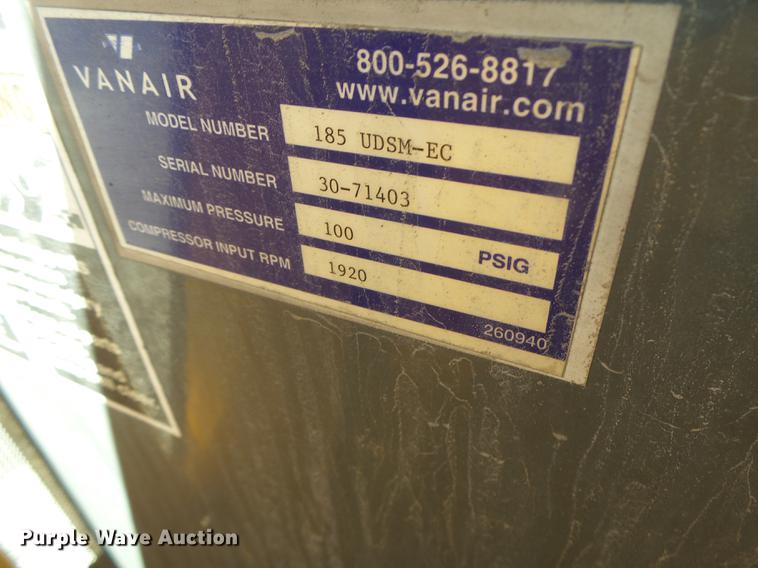 VANAIR
800-526-8817
www.vanair.com
MODEL NUMBER 185 UDSM-EC
SERIAL NUMBER 30-71403
MAXIMUM PRESSURE 100 PSIG
COMPRESSOR INPUT RPM 1920
260940
Purple Wave Auction